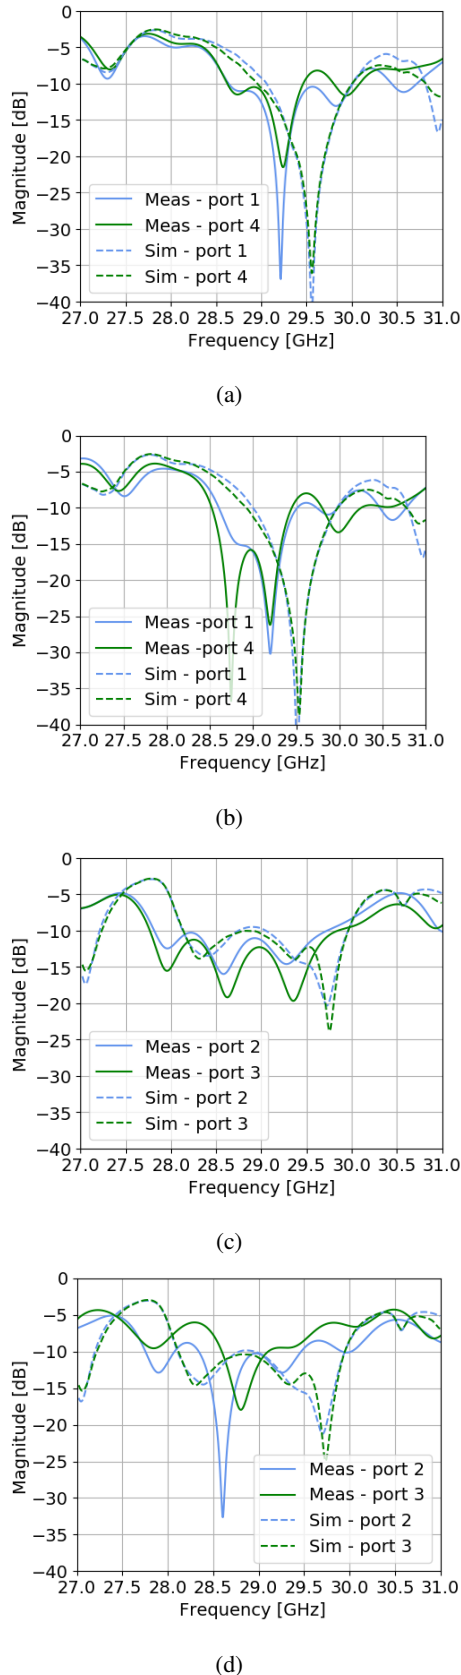 0
−5
−10
−15
−20
−25
−30
−35
−40
Magnitude [dB]
Meas - port 1
Meas - port 4
Sim - port 1
Sim - port 4
27.0 27.5 28.0 28.5 29.0 29.5 30.0 30.5 31.0
Frequency [GHz]
(a)
0
−5
−10
−15
−20
−25
−30
−35
−40
Magnitude [dB]
Meas -port 1
Meas - port 4
Sim - port 1
Sim - port 4
27.0 27.5 28.0 28.5 29.0 29.5 30.0 30.5 31.0
Frequency [GHz]
(b)
0
−5
−10
−15
−20
−25
−30
−35
−40
Magnitude [dB]
Meas - port 2
Meas - port 3
Sim - port 2
Sim - port 3
27.0 27.5 28.0 28.5 29.0 29.5 30.0 30.5 31.0
Frequency [GHz]
(c)
0
−5
−10
−15
−20
−25
−30
−35
−40
Magnitude [dB]
Meas - port 2
Meas - port 3
Sim - port 2
Sim - port 3
27.0 27.5 28.0 28.5 29.0 29.5 30.0 30.5 31.0
Frequency [GHz]
(d)